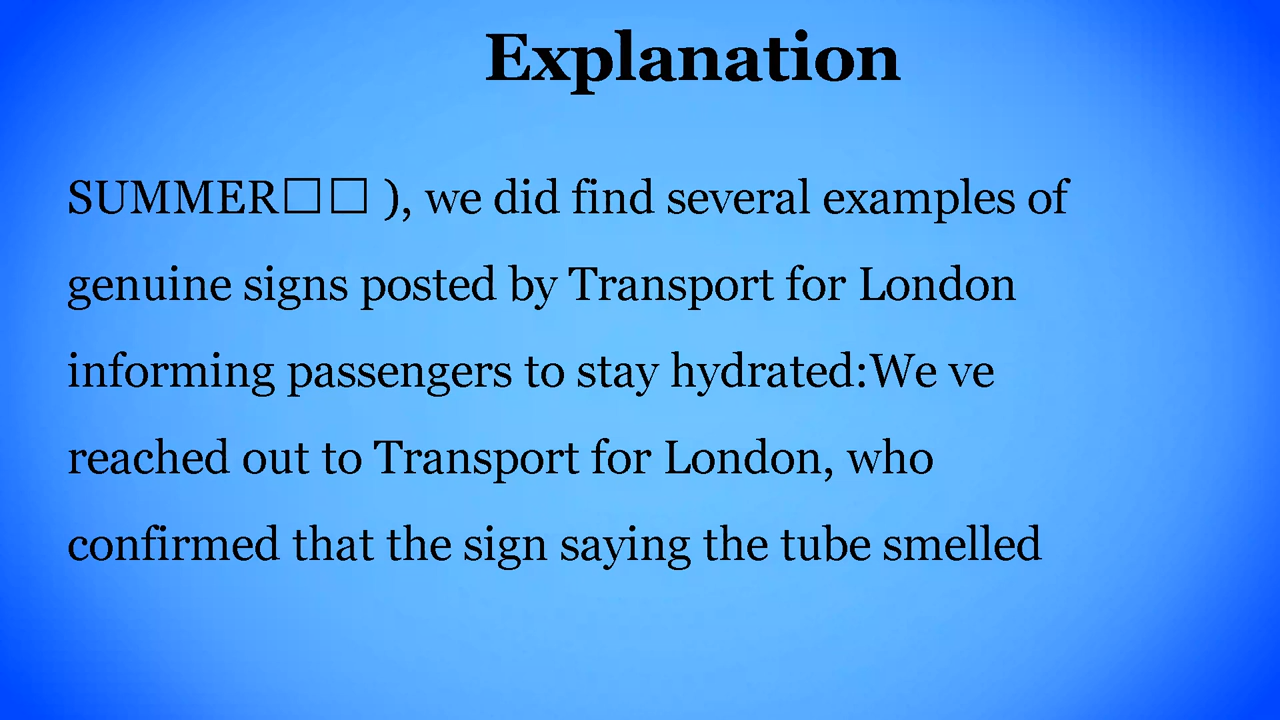 Explanation
SUMMER□□ ), we did find several examples of
genuine signs posted by Transport for London
informing passengers to stay hydrated:We ve
reached out to Transport for London, who
confirmed that the sign saying the tube smelled